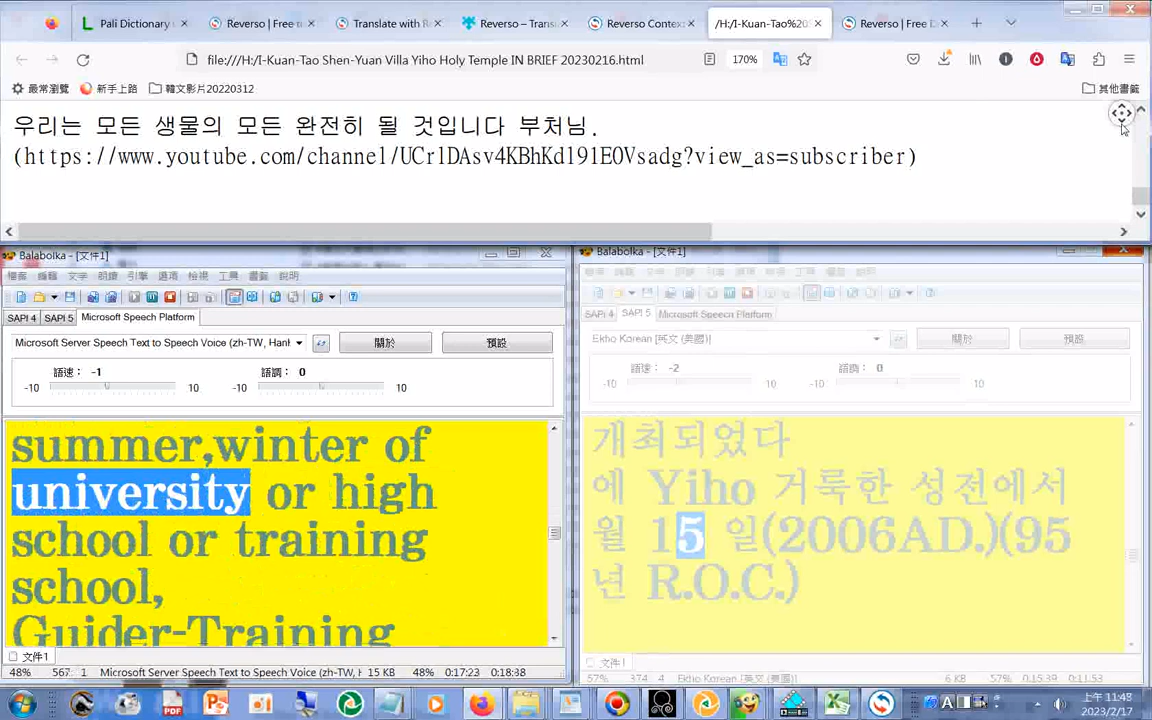 Pali Dictionary
Reverso | Free
Translate with Re
Reverso – Trans
Reverso Context
/H:/I-Kuan-Tao%20
Reverso | Free D
file:///H:/I-Kuan-Tao Shen-Yuan Villa Yiho Holy Temple IN BRIEF 20230216.html
170%
最常瀏覽 新手上路 韓文影片20220312 其他書籤
우리는 모든 생물의 모든 완전히 될 것입니다 부처님.
(https://www.youtube.com/channel/UCrlDAsv4KBhKdl91E0Vsadg?view_as=subscriber)
Balabolka - [文件1]
檔案 編輯 文字 朗讀 引擎 選項 檢視 工具 書籤 說明
SAPI 4 SAPI 5 Microsoft Speech Platform
Microsoft Server Speech Text to Speech Voice (zh-TW, Han
關於 預設
語速： -1 語調： 0
-10 10 -10 10
summer,winter of
university or high
school or training
school,
Guider-Training
文件1
48% 567: 1 Microsoft Server Speech Text to Speech Voice (zh-TW, H 15 KB 48% 0:17:23 0:18:38
Balabolka - [文件1]
SAPI 4 SAPI 5 Microsoft Speech Platform
Ekho Korean [英文 (美國)]
關於 預設
語速： -2 語調： 0
-10 10 -10 10
개최되었다
에 Yiho 거룩한 성전에서
월 15 일(2006AD.)(95
년 R.O.C.)
文件1
57% 374: 4 Ekho Korean [英文 (美國)] 6 KB 57% 0:15:39 0:11:53
上午 11:48
2023/2/17